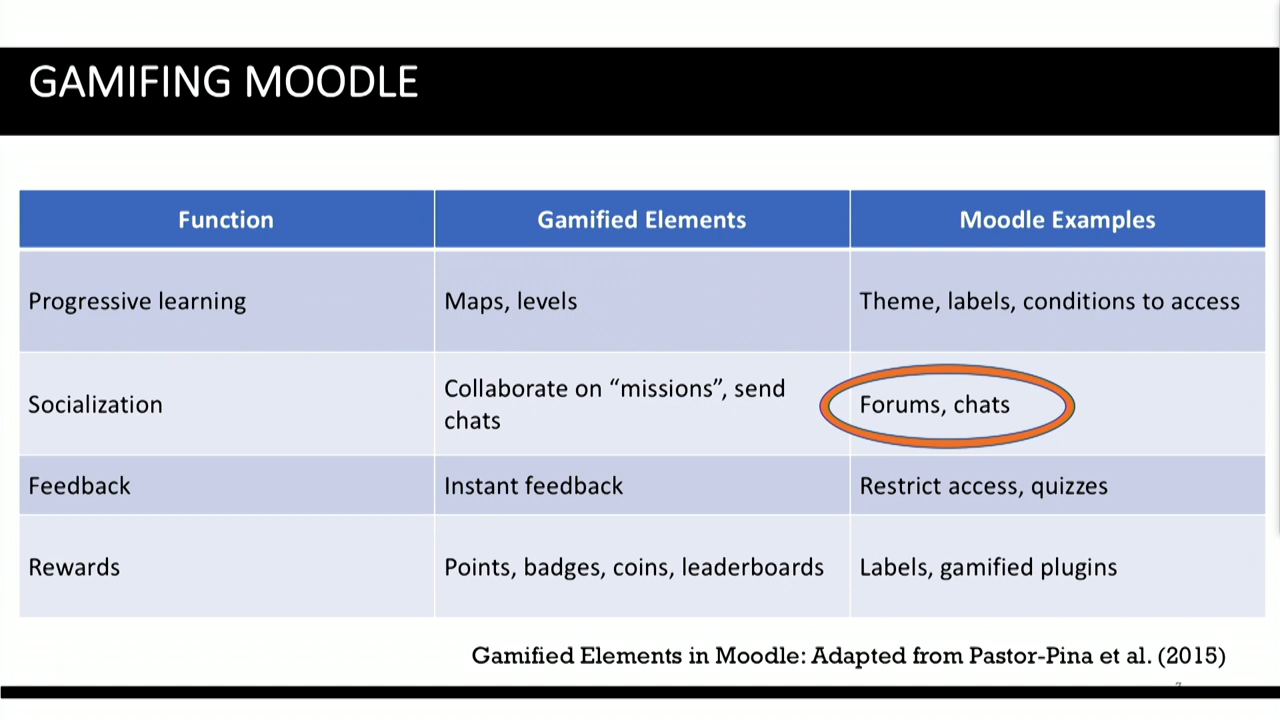 GAMIFING MOODLE
Function Gamified Elements Moodle Examples
Progressive learning Maps, levels Theme, labels, conditions to access
Socialization Collaborate on “missions”, send chats Forums, chats
Feedback Instant feedback Restrict access, quizzes
Rewards Points, badges, coins, leaderboards Labels, gamified plugins
Gamified Elements in Moodle: Adapted from Pastor-Pina et al. (2015)